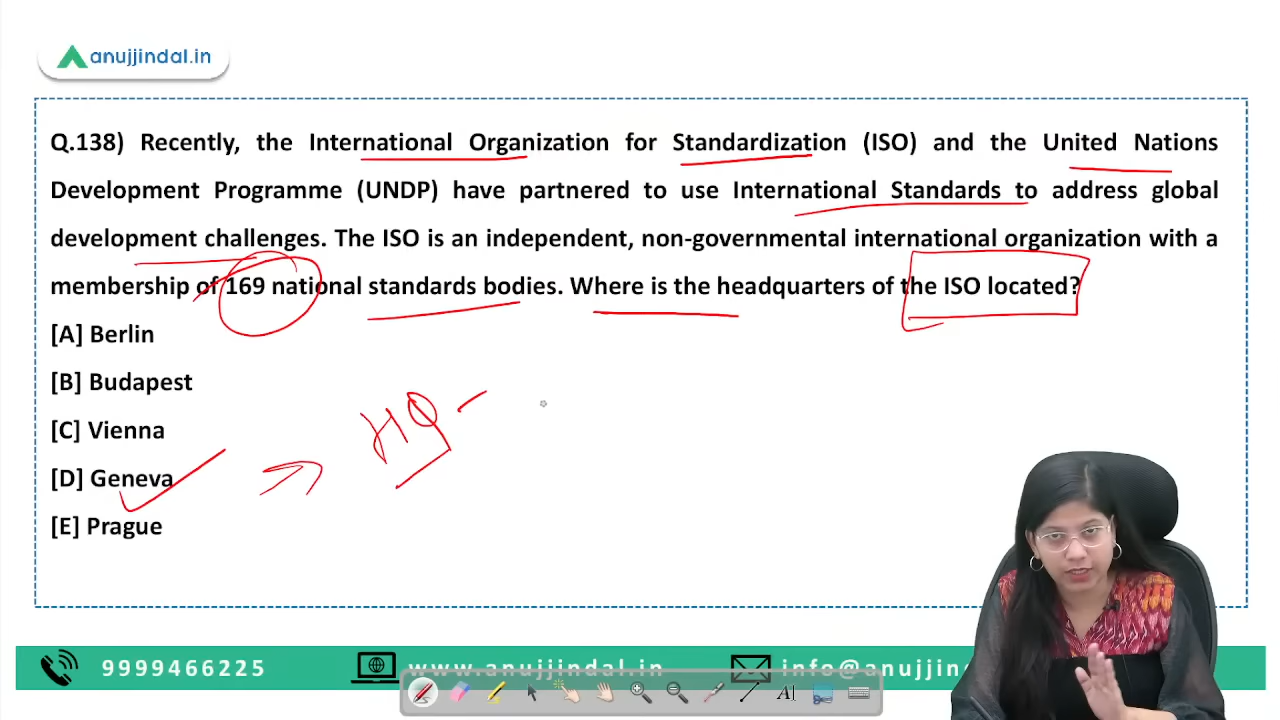 anujjindal.in
Q.138) Recently, the International Organization for Standardization (ISO) and the United Nations
Development Programme (UNDP) have partnered to use International Standards to address global
development challenges. The ISO is an independent, non-governmental international organization with a
membership of 169 national standards bodies. Where is the headquarters of the ISO located?
[A] Berlin
[B] Budapest
[C] Vienna
[D] Geneva
[E] Prague
HQ -
9999466225
www.anujjindal.in
info@anujjin
AI